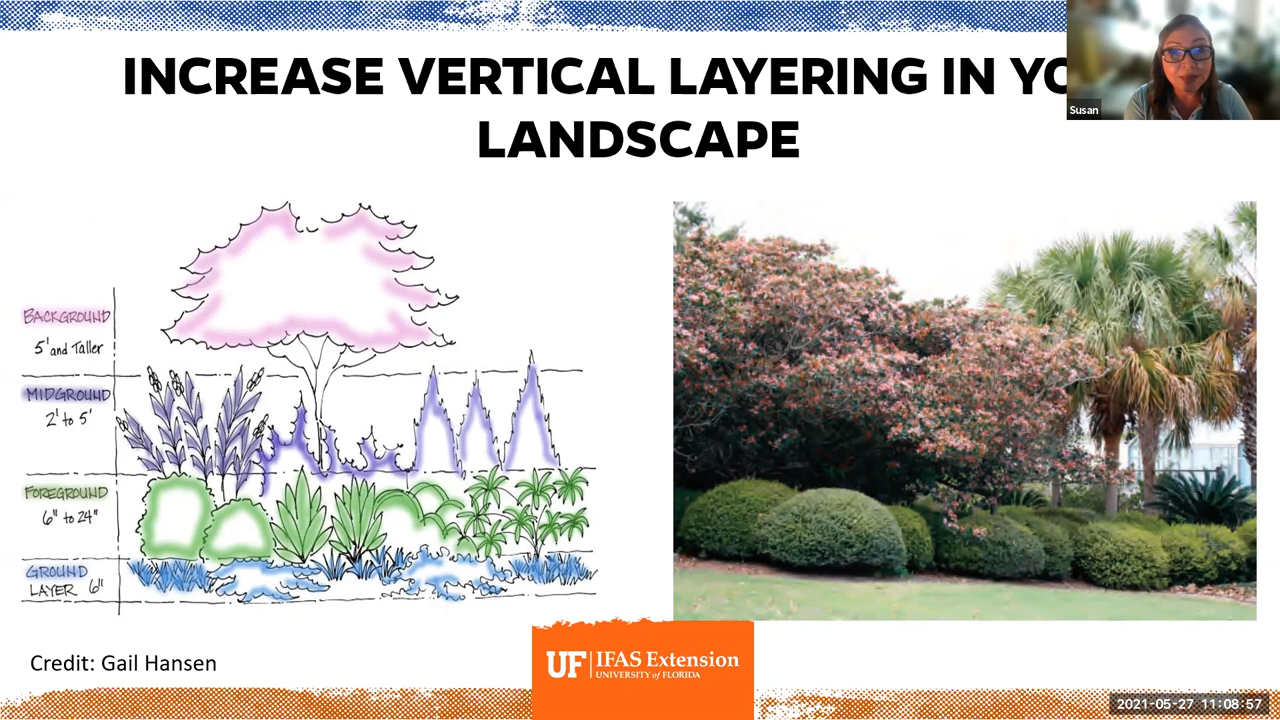 INCREASE VERTICAL LAYERING IN YO
LANDSCAPE
Susan
BACKGROUND
5' and Taller
MIDGROUND
2' to 5'
FOREGROUND
6" to 24"
GROUND
LAYER 6"
Credit: Gail Hansen
UF IFAS Extension
UNIVERSITY of FLORIDA
2021-05-27 11:08:57